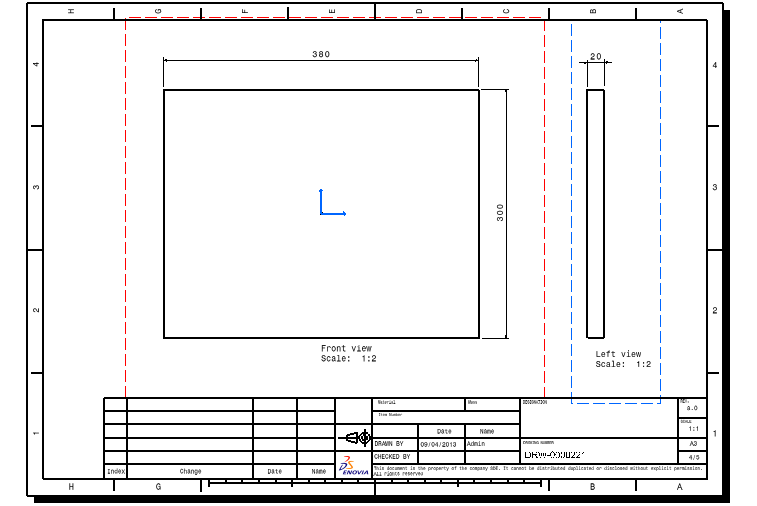 H G F E D C B A
380
20
4 4
3 3
300
2 2
Front view
Scale: 1:2
Left view
Scale: 1:2
1 1
Material
Mass
DESIGNATION
REV.
a.0
Item Number
SCALE
1:1
Date Name
DRAWN BY 09/04/2013 Admin
DRAWING NUMBER
A3
CHECKED BY
DRW-0000221
4/5
Index Change Date Name
3DS ENOVIA
This document is the property of the company SDE. It cannot be distributed duplicated or disclosed without explicit permission.
ALL rights reserved
H G B A